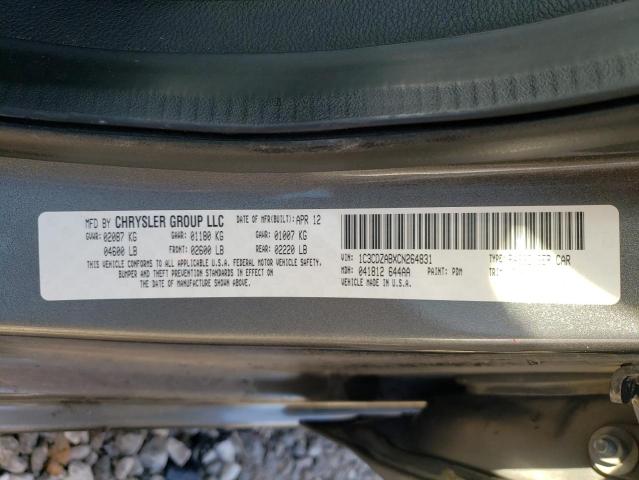 MFD BY CHRYSLER GROUP LLC DATE OF MFR(BUILT): APR 12
GVWR: 02087 KG GAWR: 01180 KG GAWR: 01007 KG
04600 LB FRONT: 02600 LB REAR: 02220 LB
THIS VEHICLE CONFORMS TO ALL APPLICABLE U.S.A. FEDERAL MOTOR VEHICLE SAFETY,
BUMPER AND THEFT PREVENTION STANDARDS IN EFFECT ON
THE DATE OF MANUFACTURE SHOWN ABOVE.
VIN: 1C3CDZABXCN264831 TYPE: CAR
MDH: 041812 644AA PAINT: PDM
VEHICLE MADE IN U.S.A.